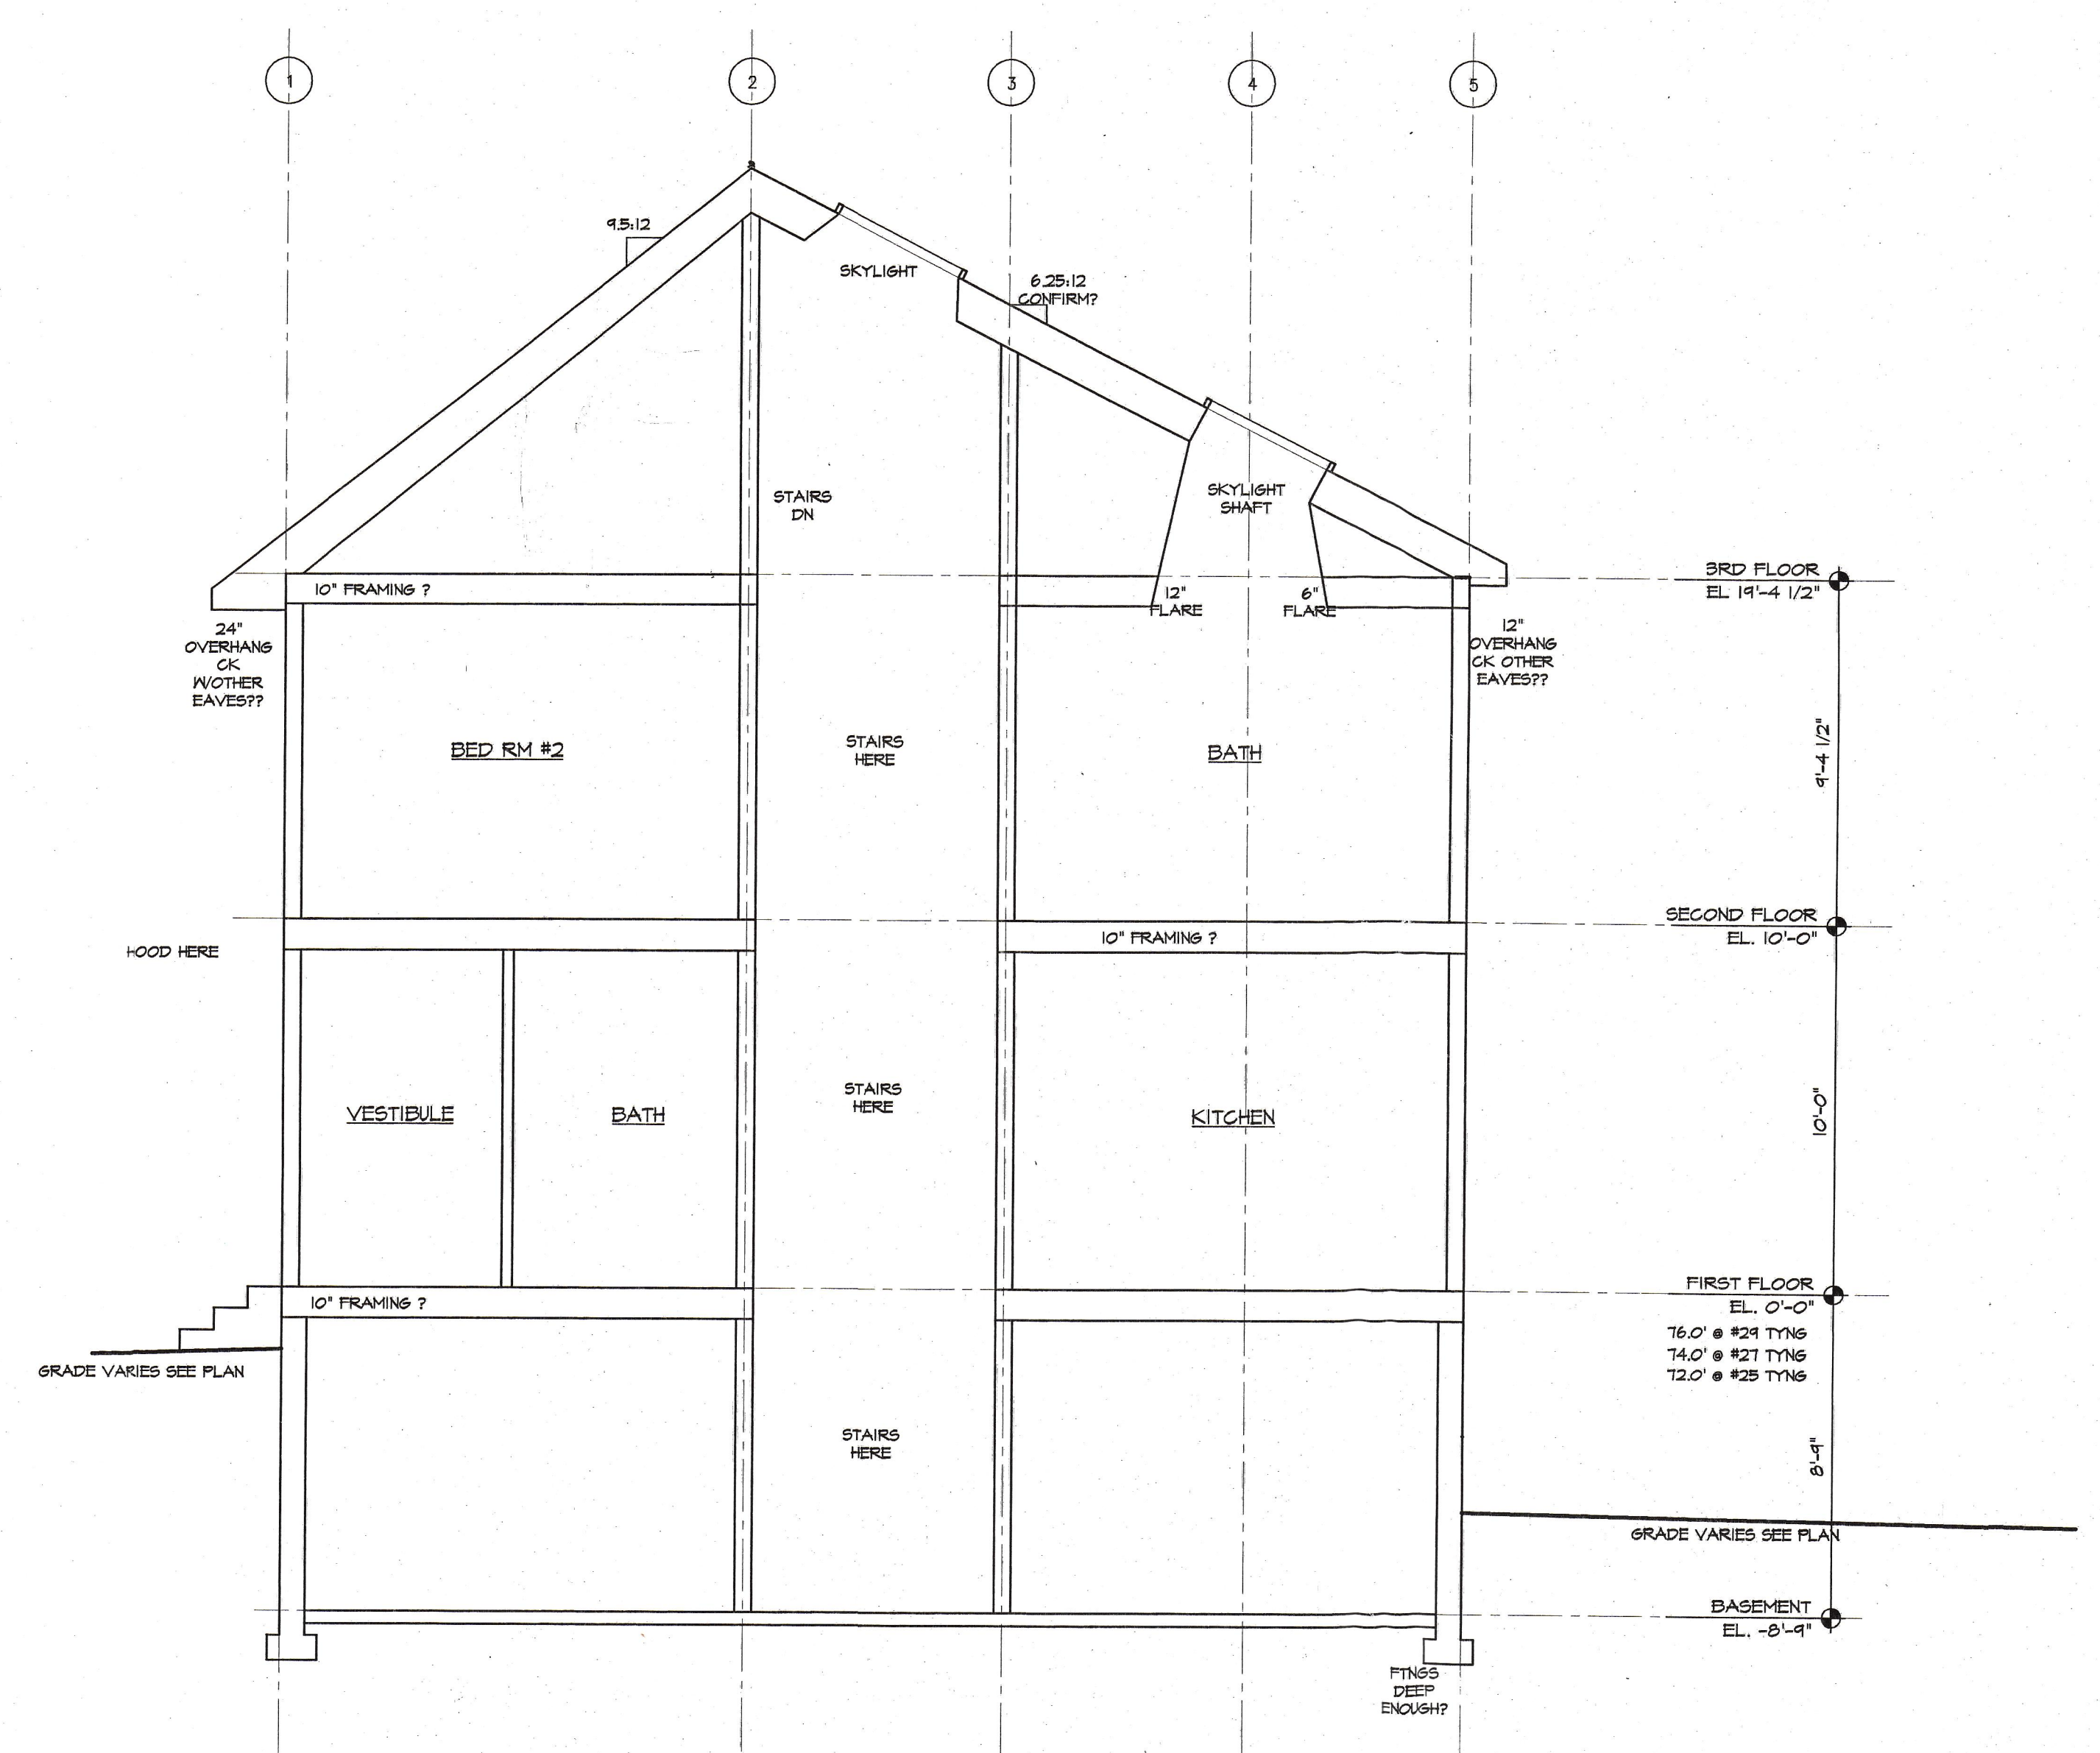 1
2
3
4
5
9.5:12
SKYLIGHT
6.25:12
CONFIRM?
STAIRS
DN
SKYLIGHT
SHAFT
3RD FLOOR
EL 19'-4 1/2"
10" FRAMING ?
12"
FLARE
6"
FLARE
24"
OVERHANG
CK
W/OTHER
EAVES??
12"
OVERHANG
CK OTHER
EAVES??
9'-4 1/2"
BED RM #2
STAIRS
HERE
BATH
SECOND FLOOR
EL. 10'-0"
HOOD HERE
10" FRAMING ?
VESTIBULE
BATH
STAIRS
HERE
KITCHEN
10'-0"
FIRST FLOOR
EL. 0'-0"
76.0' @ #29 TYNG
74.0' @ #27 TYNG
72.0' @ #25 TYNG
10" FRAMING ?
GRADE VARIES SEE PLAN
STAIRS
HERE
8'-9"
GRADE VARIES SEE PLAN
BASEMENT
EL. -8'-9"
FTNGS
DEEP
ENOUGH?